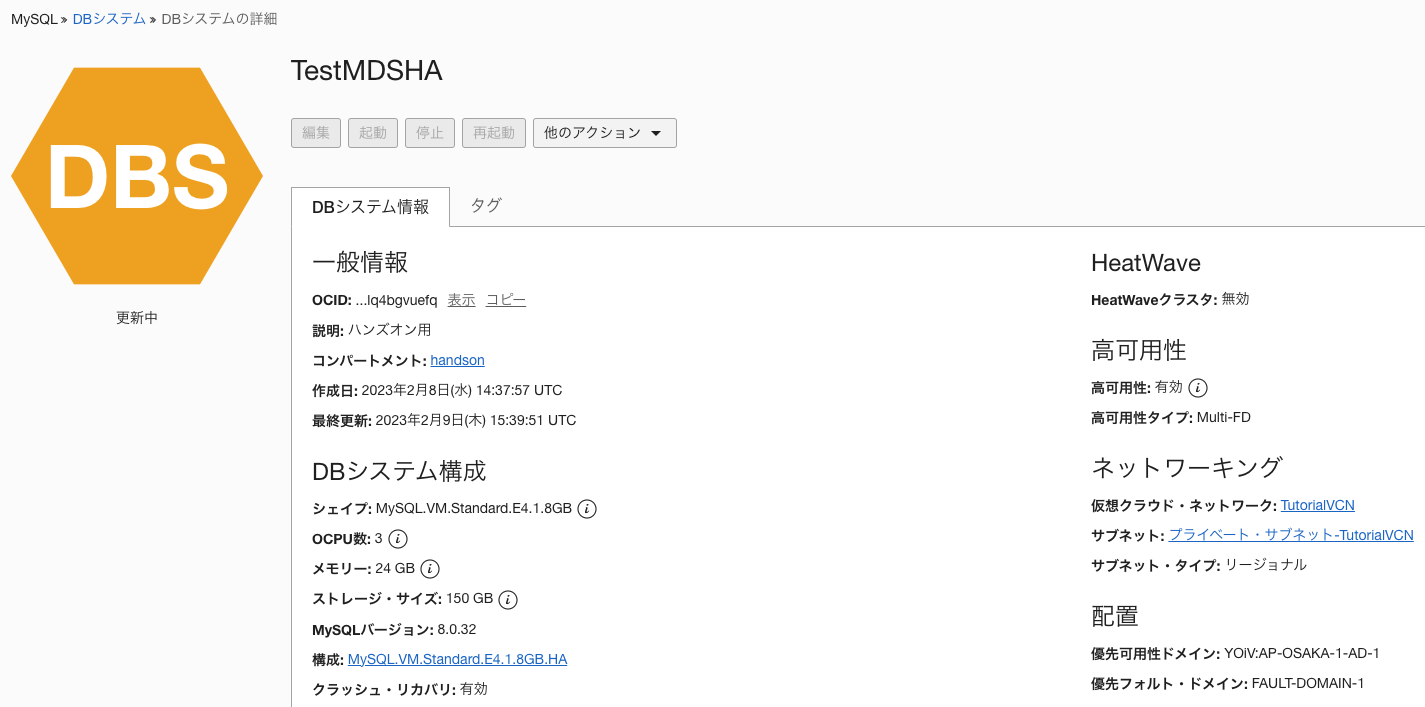 MySQL » DBシステム » DBシステムの詳細
DBS
更新中
TestMDSHA
編集 起動 停止 再起動 他のアクション
DBシステム情報 タグ
一般情報
OCID: ...lq4bgvuefq 表示 コピー
説明: ハンズオン用
コンパートメント: handson
作成日: 2023年2月8日(水) 14:37:57 UTC
最終更新: 2023年2月9日(木) 15:39:51 UTC
DBシステム構成
シェイプ: MySQL.VM.Standard.E4.1.8GB
OCPU数: 3
メモリー: 24 GB
ストレージ・サイズ: 150 GB
MySQLバージョン: 8.0.32
構成: MySQL.VM.Standard.E4.1.8GB.HA
クラッシュ・リカバリ: 有効
HeatWave
HeatWaveクラスタ: 無効
高可用性
高可用性: 有効
高可用性タイプ: Multi-FD
ネットワーキング
仮想クラウド・ネットワーク: TutorialVCN
サブネット: プライベート・サブネット-TutorialVCN
サブネット・タイプ: リージョナル
配置
優先可用性ドメイン: YOiV:AP-OSAKA-1-AD-1
優先フォルト・ドメイン: FAULT-DOMAIN-1